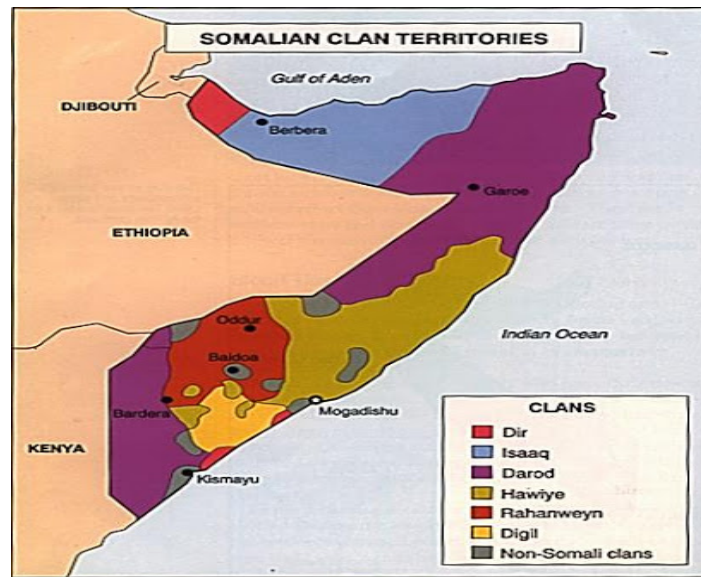 SOMALIAN CLAN TERRITORIES
Gulf of Aden
DJIBOUTI
Berbera
Garoe
ETHIOPIA
Oddur
Indian Ocean
Baidoa
Mogadishu
Bardera
KENYA
Kismayu
CLANS
Dir
Isaaq
Darod
Hawiye
Rahanweyn
Digil
Non-Somali clans